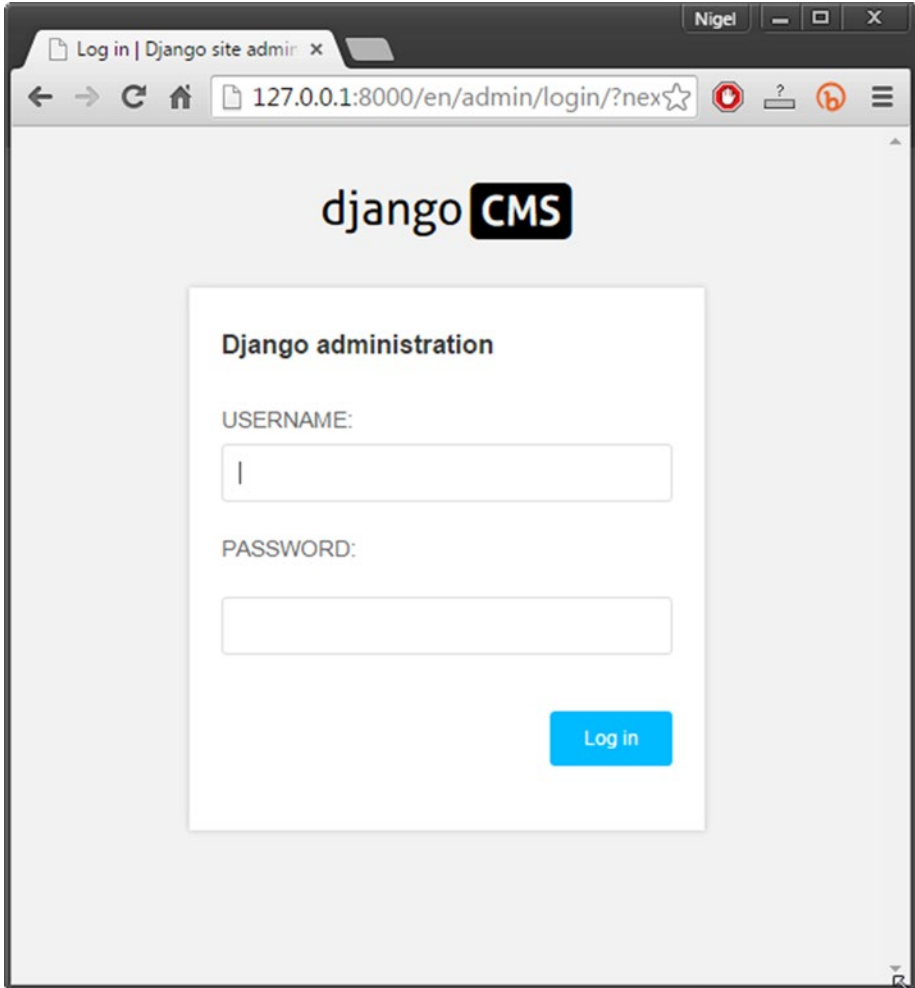 Nigel
Log in | Django site admin
127.0.0.1:8000/en/admin/login/?nex
django CMS
Django administration
USERNAME:
PASSWORD:
Log in